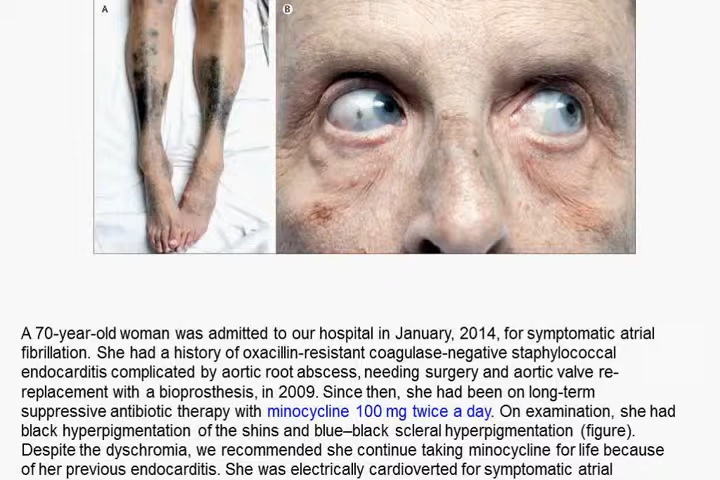 A B
A 70-year-old woman was admitted to our hospital in January, 2014, for symptomatic atrial
fibrillation. She had a history of oxacillin-resistant coagulase-negative staphylococcal
endocarditis complicated by aortic root abscess, needing surgery and aortic valve re-
replacement with a bioprosthesis, in 2009. Since then, she had been on long-term
suppressive antibiotic therapy with minocycline 100 mg twice a day. On examination, she had
black hyperpigmentation of the shins and blue–black scleral hyperpigmentation (figure).
Despite the dyschromia, we recommended she continue taking minocycline for life because
of her previous endocarditis. She was electrically cardioverted for symptomatic atrial